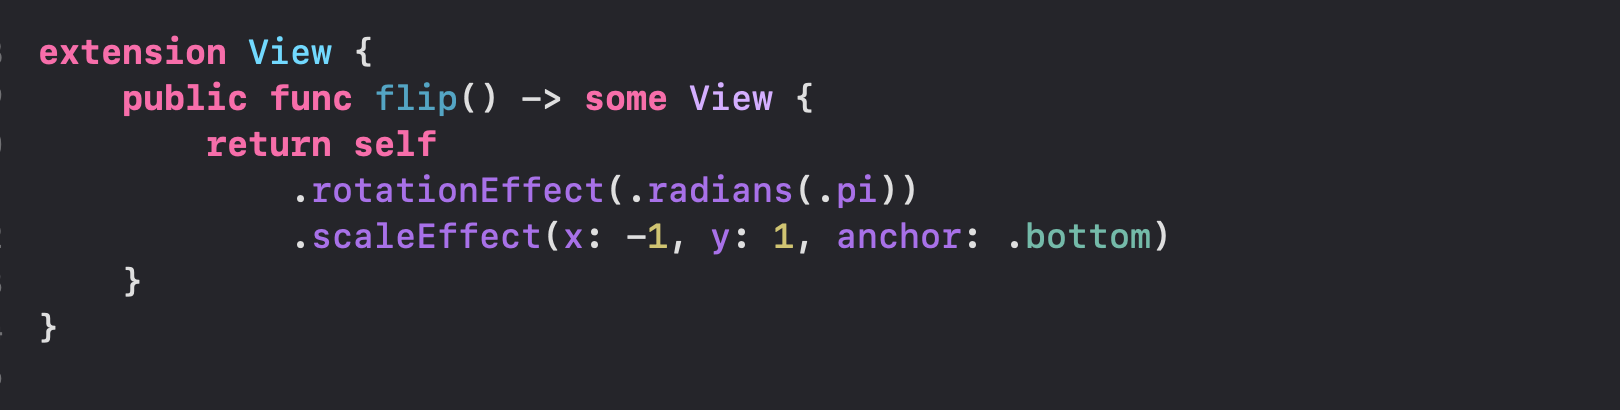 extension View {
    public func flip() -> some View {
        return self
            .rotationEffect(.radians(.pi))
            .scaleEffect(x: -1, y: 1, anchor: .bottom)
    }
}